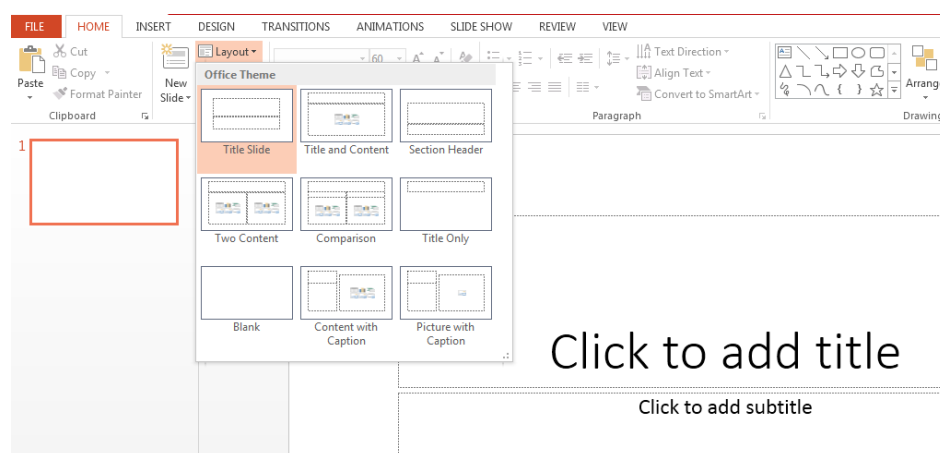 FILE HOME INSERT DESIGN TRANSITIONS ANIMATIONS SLIDE SHOW REVIEW VIEW
Paste
Cut
Copy
Format Painter
Clipboard
New
Slide
Layout
60
Text Direction
Align Text
Convert to SmartArt
Paragraph
Arrang
Drawing
Office Theme
Title Slide Title and Content Section Header
Two Content Comparison Title Only
Blank Content with Caption Picture with Caption
1
Click to add title
Click to add subtitle